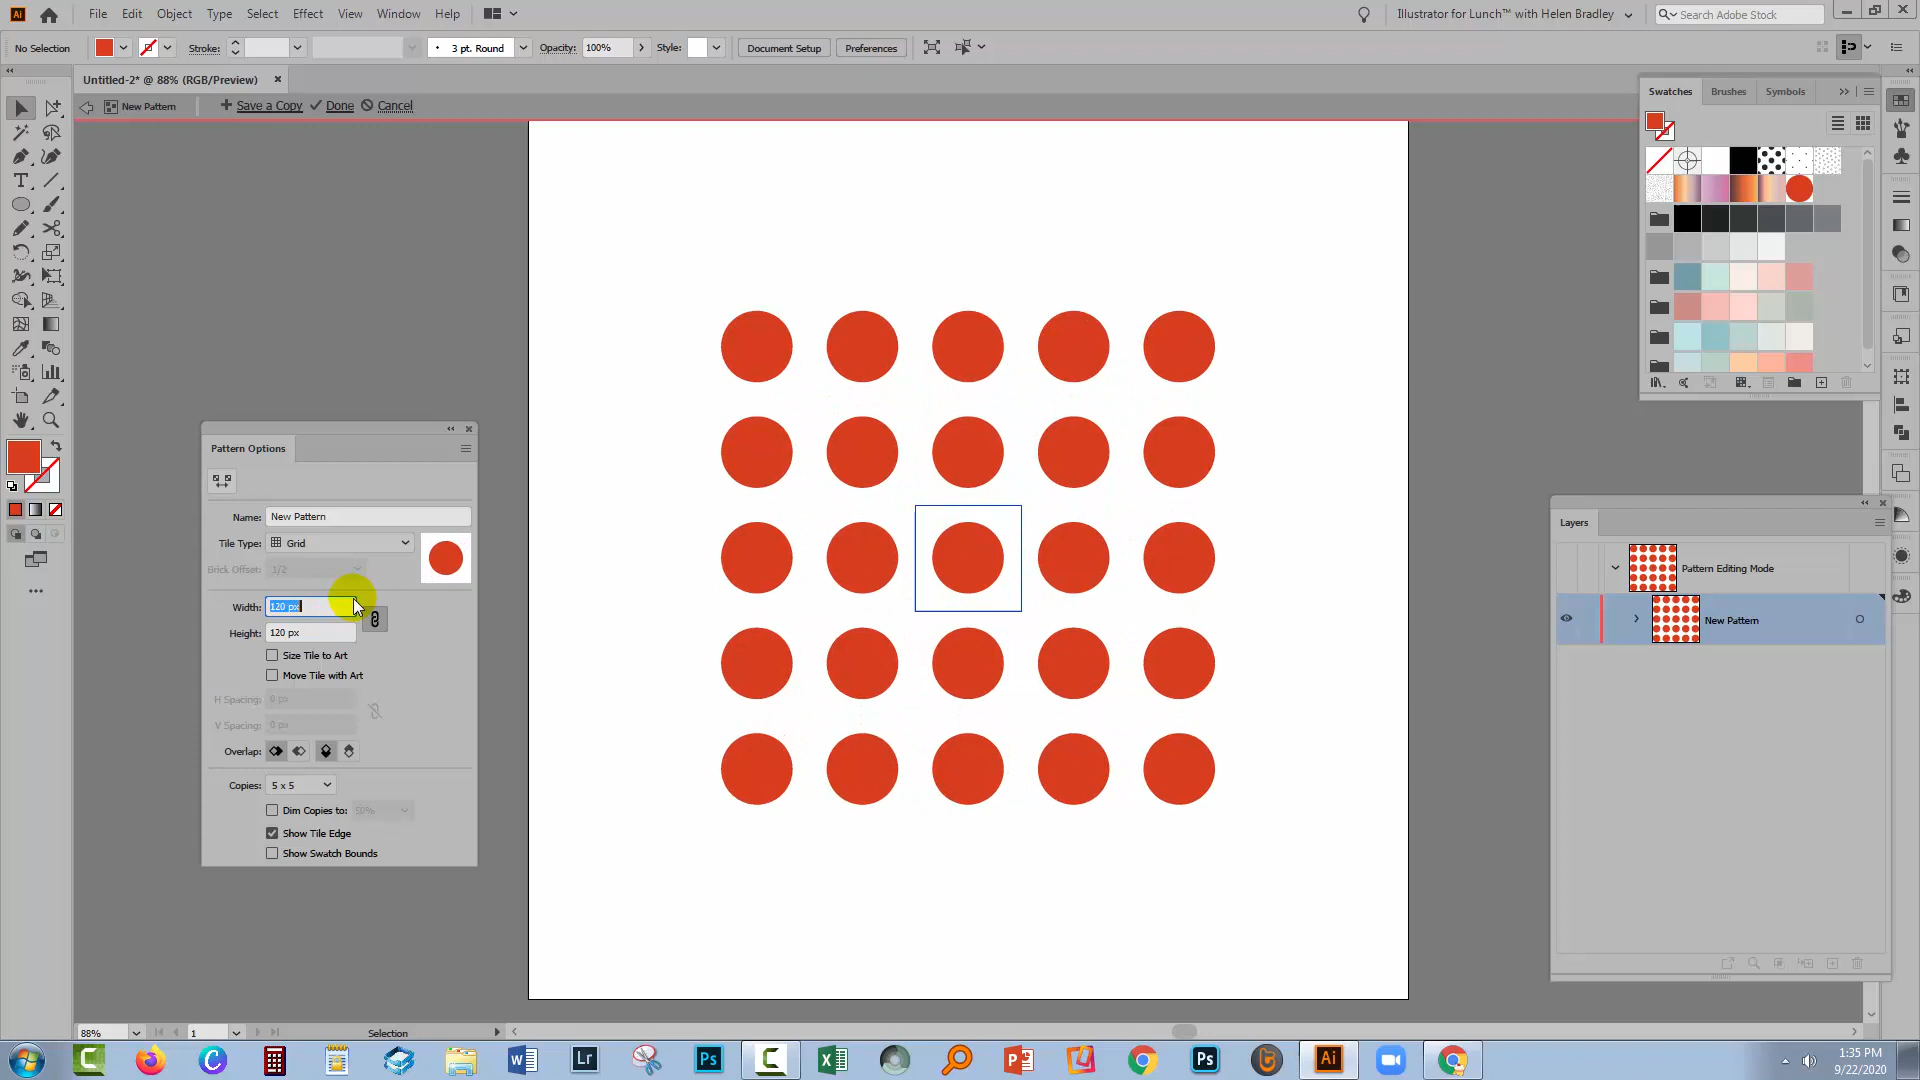 File Edit Object Type Select Effect View Window Help
Illustrator for Lunch™ with Helen Bradley
Search Adobe Stock
No Selection
Stroke:
3 pt. Round
Opacity: 100%
Style:
Document Setup
Preferences
Untitled-2* @ 88% (RGB/Preview)
New Pattern
Save a Copy
Done
Cancel
Swatches Brushes Symbols
Pattern Options
Name: New Pattern
Tile Type: Grid
Brick Offset: 1/2
Width: 120 px
Height: 120 px
Size Tile to Art
Move Tile with Art
H Spacing: 0 px
V Spacing: 0 px
Overlap:
Copies: 5 x 5
Dim Copies to: 50%
Show Tile Edge
Show Swatch Bounds
Layers
Pattern Editing Mode
New Pattern
88%
1
Selection
1:35 PM
9/22/2020